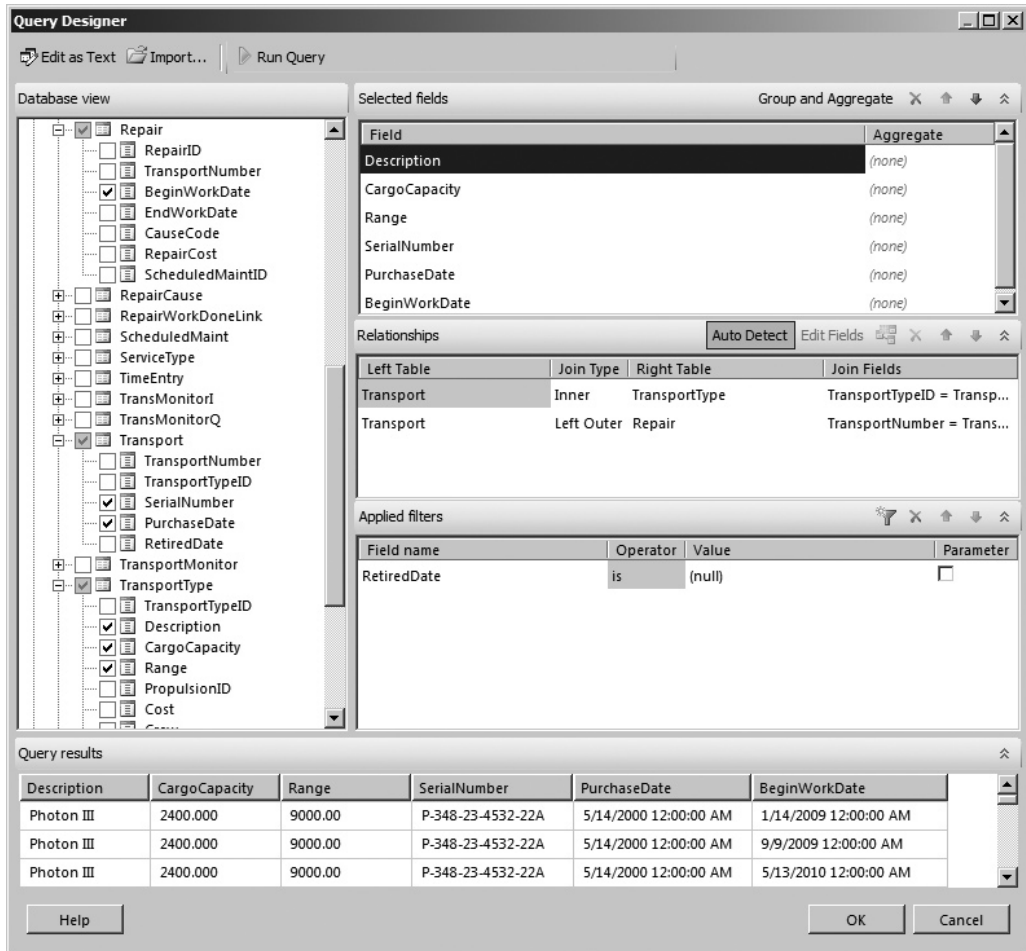 Query Designer
Edit as Text Import... Run Query
Database view
Repair
RepairID
TransportNumber
BeginWorkDate
EndWorkDate
CauseCode
RepairCost
ScheduledMaintID
RepairCause
RepairWorkDoneLink
ScheduledMaint
ServiceType
TimeEntry
TransMonitorI
TransMonitorQ
Transport
TransportNumber
TransportTypeID
SerialNumber
PurchaseDate
RetiredDate
TransportMonitor
TransportType
TransportTypeID
Description
CargoCapacity
Range
PropulsionID
Cost
Selected fields Group and Aggregate
Field Aggregate
Description (none)
CargoCapacity (none)
Range (none)
SerialNumber (none)
PurchaseDate (none)
BeginWorkDate (none)
Relationships Auto Detect Edit Fields
Left Table Join Type Right Table Join Fields
Transport Inner TransportType TransportTypeID = Transp...
Transport Left Outer Repair TransportNumber = Trans...
Applied filters
Field name Operator Value Parameter
RetiredDate is (null)
Query results
Description CargoCapacity Range SerialNumber PurchaseDate BeginWorkDate
Photon III 2400.000 9000.00 P-348-23-4532-22A 5/14/2000 12:00:00 AM 1/14/2009 12:00:00 AM
Photon III 2400.000 9000.00 P-348-23-4532-22A 5/14/2000 12:00:00 AM 9/9/2009 12:00:00 AM
Photon III 2400.000 9000.00 P-348-23-4532-22A 5/14/2000 12:00:00 AM 5/13/2010 12:00:00 AM
Help OK Cancel